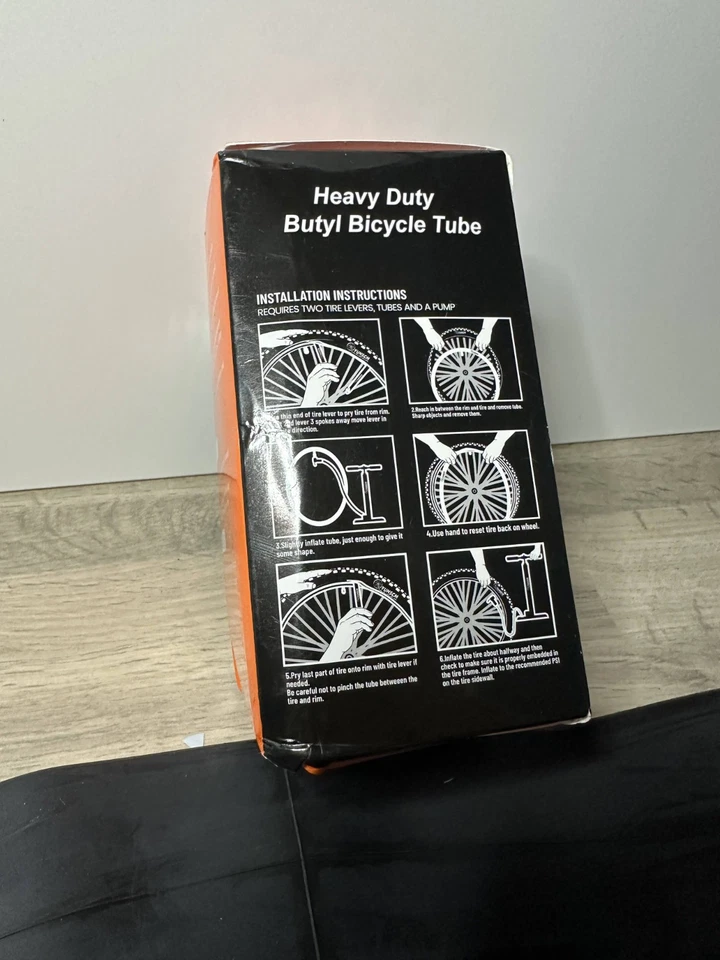 Heavy Duty
Butyl Bicycle Tube
INSTALLATION INSTRUCTIONS
REQUIRES TWO TIRE LEVERS, TUBES AND A PUMP
thin end of tire lever to pry tire from rim.
lever 3 spokes away move lever in
direction.
2.Reach in between the rim and tire and remove tube.
Sharp objects and remove them.
3.Slightly inflate tube, just enough to give it
some shape.
4.Use hand to reset tire back on wheel.
5.Pry last part of tire onto rim with tire lever if
needed.
Be careful not to pinch the tube betweeen the
tire and rim.
6.Inflate the tire about halfway and then
check to make sure it is properly embedded in
the tire frame. Inflate to the recommended PSI
on the tire sidewall.